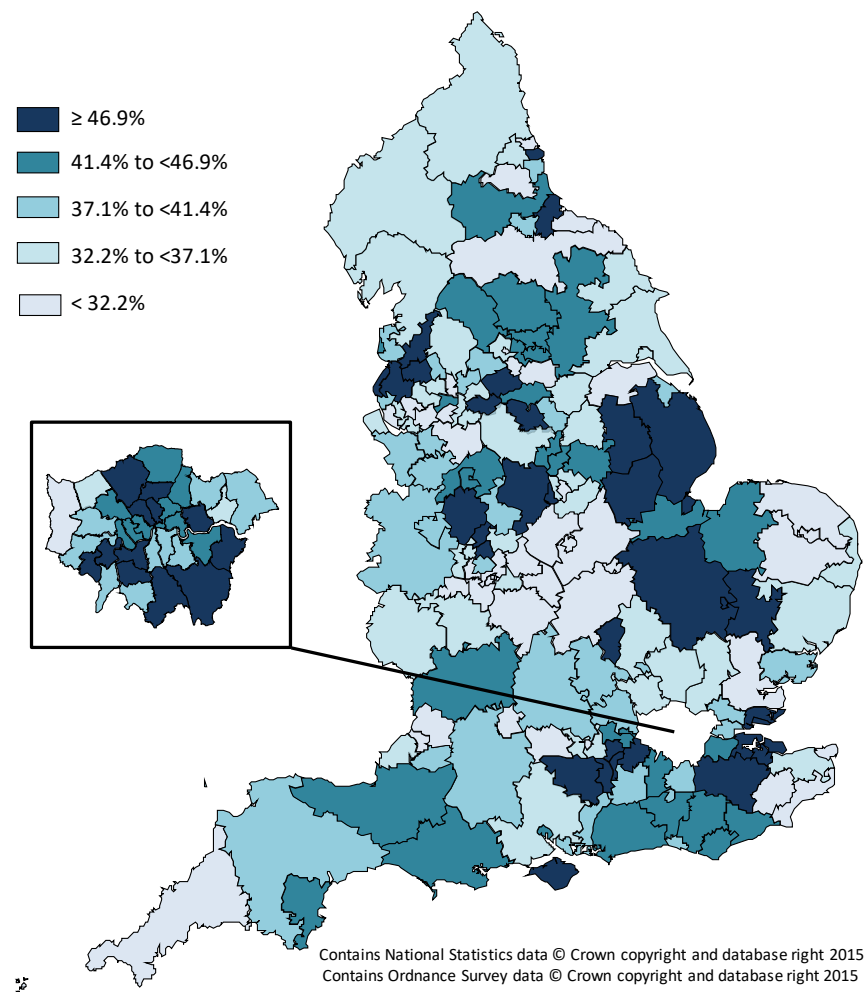 ≥ 46.9%
41.4% to <46.9%
37.1% to <41.4%
32.2% to <37.1%
< 32.2%
Contains National Statistics data © Crown copyright and database right 2015
Contains Ordnance Survey data © Crown copyright and database right 2015